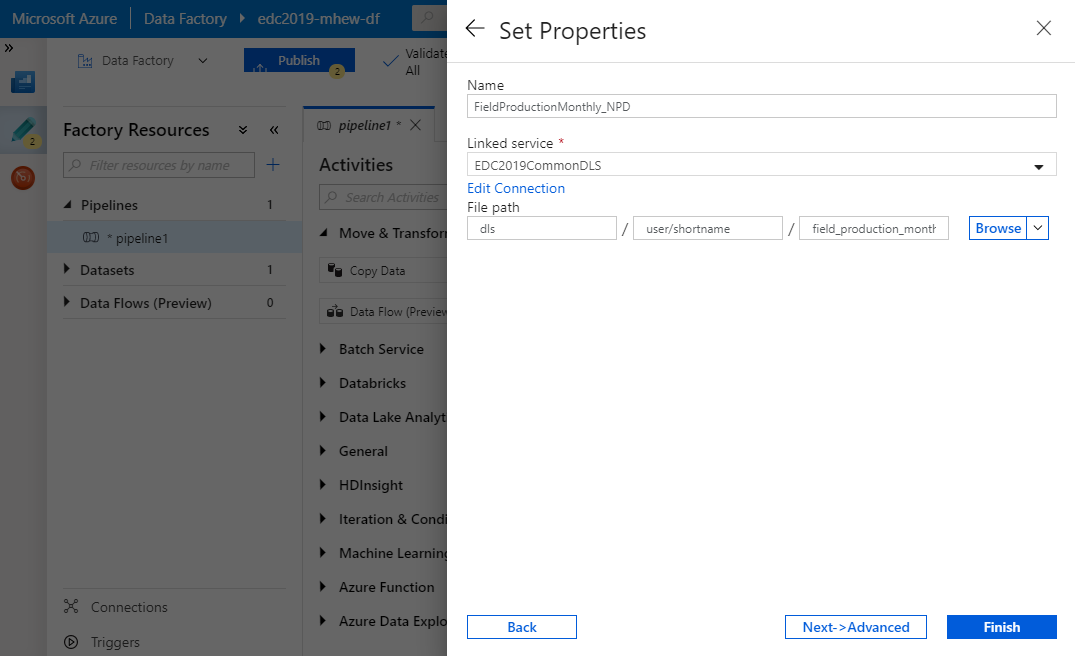 Microsoft Azure
Data Factory
edc2019-mhew-df
»
Data Factory
Publish
2
Validate
All
2
Factory Resources
«
Filter resources by name
+
Pipelines
1
* pipeline1
Datasets
1
Data Flows (Preview)
0
Connections
Triggers
pipeline1 *
Activities
Search Activities
Move & Transfor
Copy Data
Data Flow (Preview
Batch Service
Databricks
Data Lake Analyt
General
HDInsight
Iteration & Condi
Machine Learning
Azure Function
Azure Data Explo
Set Properties
Name
FieldProductionMonthly_NPD
Linked service *
EDC2019CommonDLS
Edit Connection
File path
dls / user/shortname / field_production_month
Browse
Back
Next->Advanced
Finish